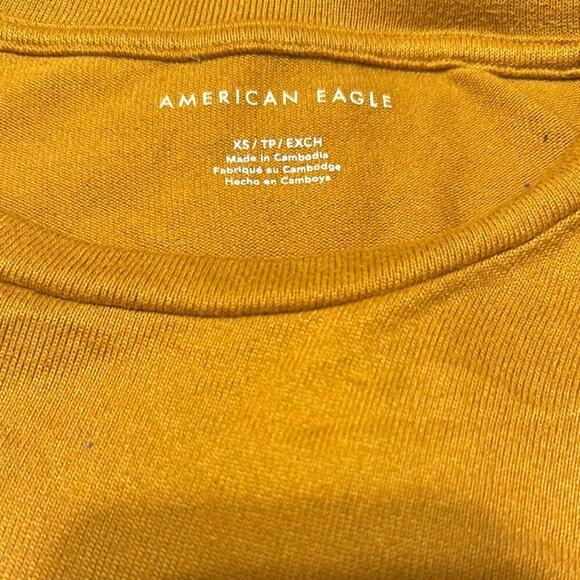 AMERICAN EAGLE
XS / TP / EXCH
Made in Cambodia
Fabriqué au Cambodge
Hecho en Camboya